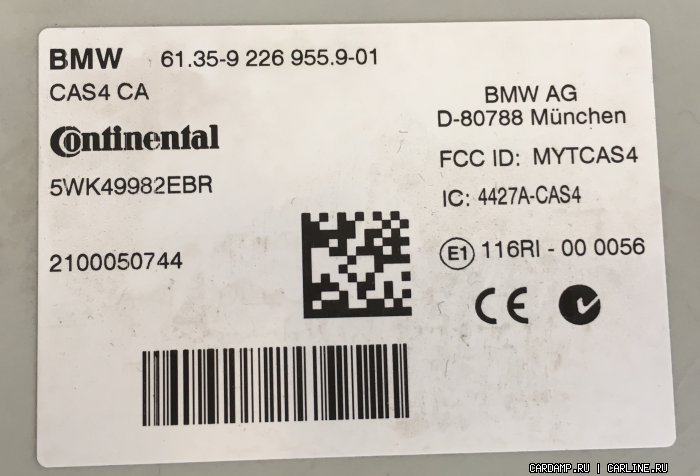 BMW 61.35-9 226 955.9-01
CAS4 CA
Continental
5WK49982EBR
2100050744
BMW AG
D-80788 München
FCC ID: MYTCAS4
IC: 4427A-CAS4
E1 116RI - 00 0056
CE
CARDAMP.RU | CARLINE.RU